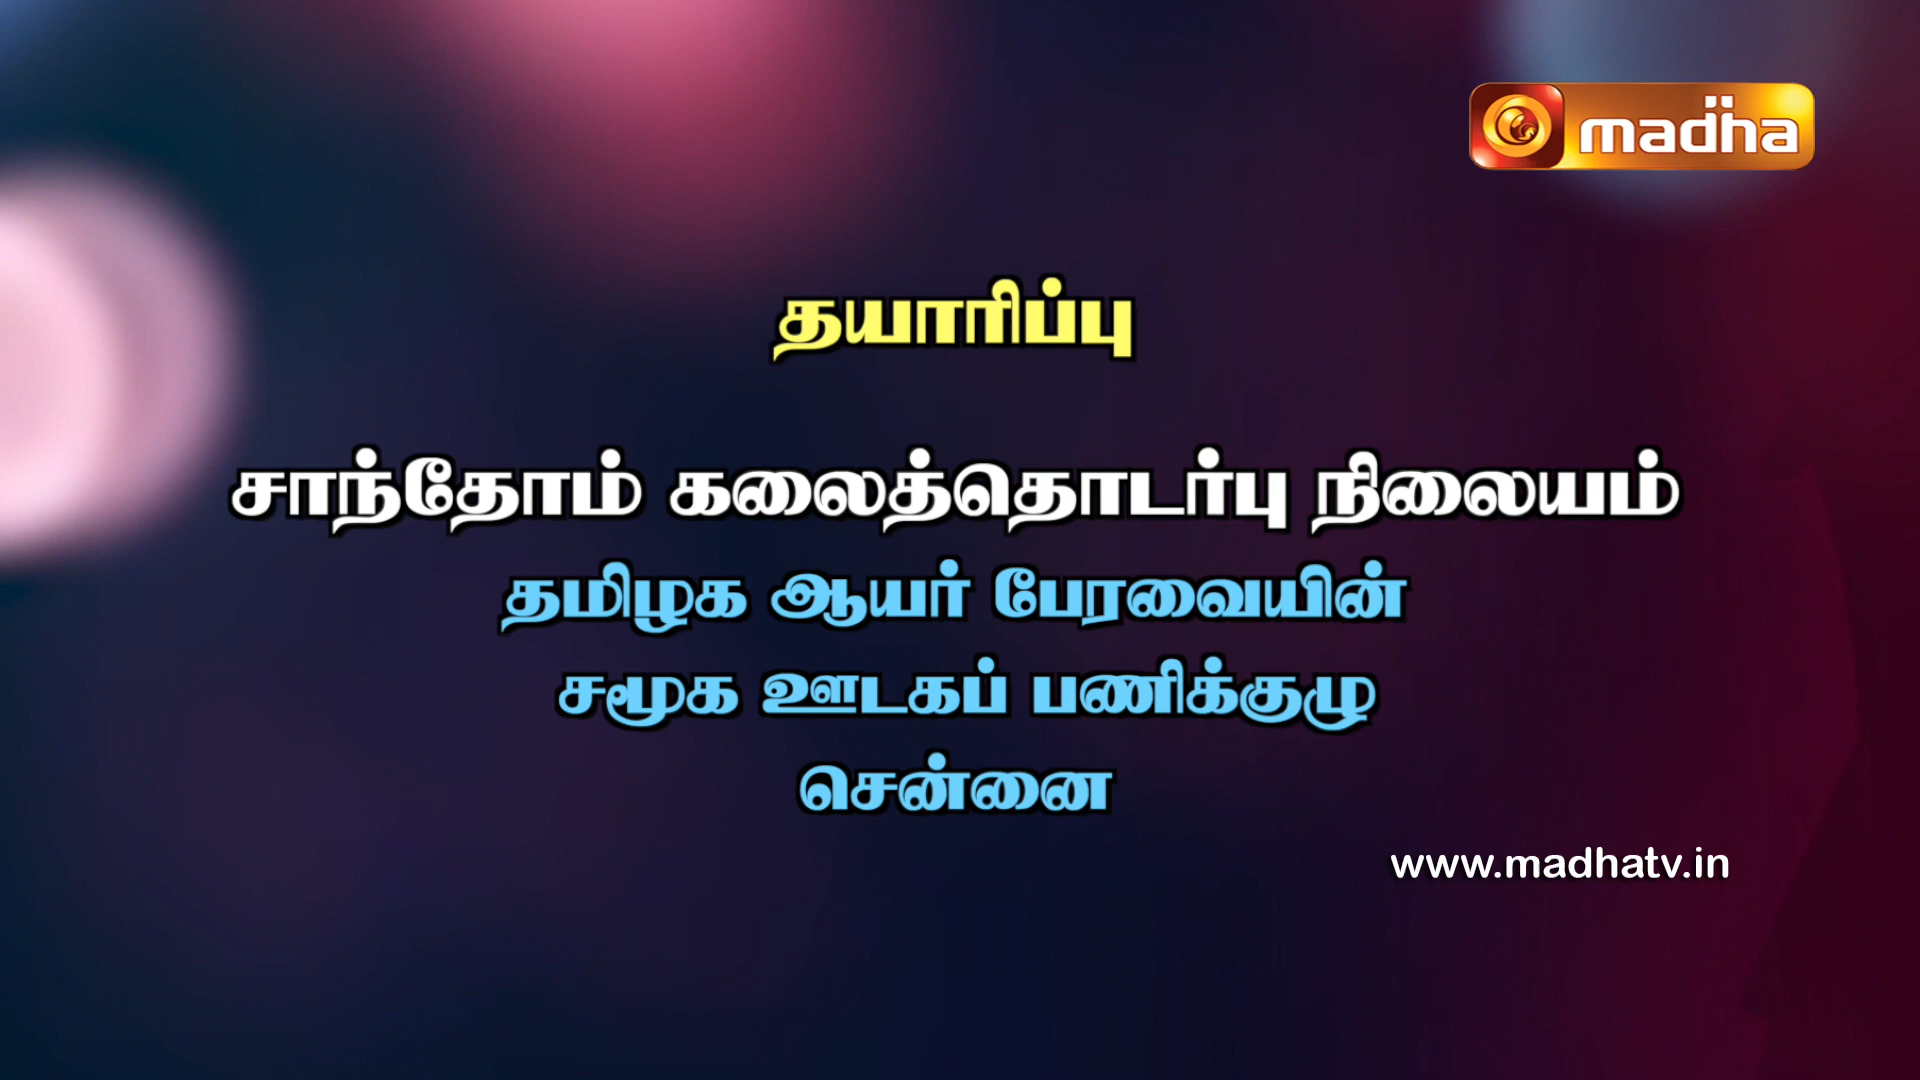 madha
தயாரிப்பு
சாந்தோம் கலைத்தொடர்பு நிலையம்
தமிழக ஆயர் பேரவையின்
சமூக ஊடகப் பணிக்குழு
சென்னை
www.madhatv.in